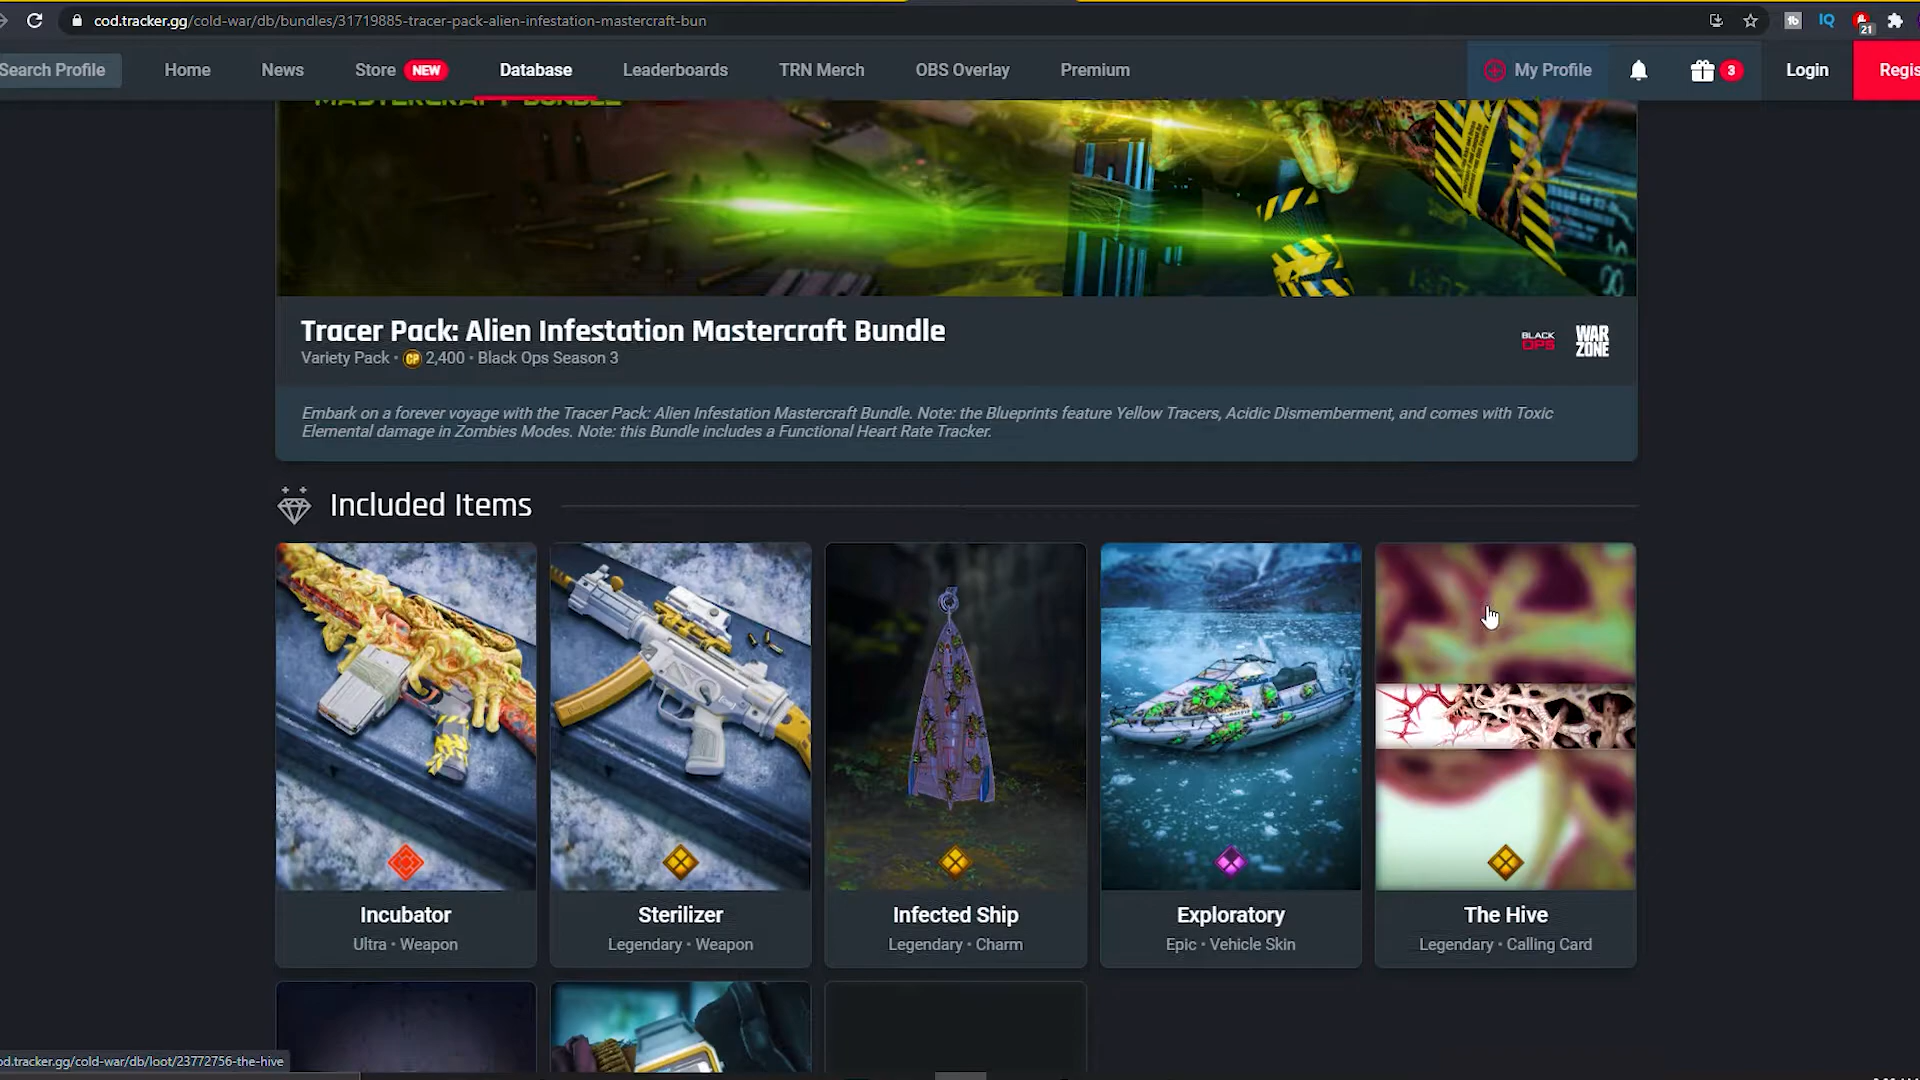 cod.tracker.gg/cold-war/db/bundles/31719885-tracer-pack-alien-infestation-mastercraft-bun
IQ
21
Search Profile
Home
News
Store NEW
Database
Leaderboards
TRN Merch
OBS Overlay
Premium
My Profile
3
Login
Regis
MASTERCRAFT BUNDLE
Tracer Pack: Alien Infestation Mastercraft Bundle
Variety Pack • CP 2,400 • Black Ops Season 3
BLACK
OPS
WAR
ZONE
Embark on a forever voyage with the Tracer Pack: Alien Infestation Mastercraft Bundle. Note: the Blueprints feature Yellow Tracers, Acidic Dismemberment, and comes with Toxic
Elemental damage in Zombies Modes. Note: this Bundle includes a Functional Heart Rate Tracker.
Included Items
Incubator
Ultra • Weapon
Sterilizer
Legendary • Weapon
Infected Ship
Legendary • Charm
Exploratory
Epic • Vehicle Skin
The Hive
Legendary • Calling Card
od.tracker.gg/cold-war/db/loot/23772756-the-hive